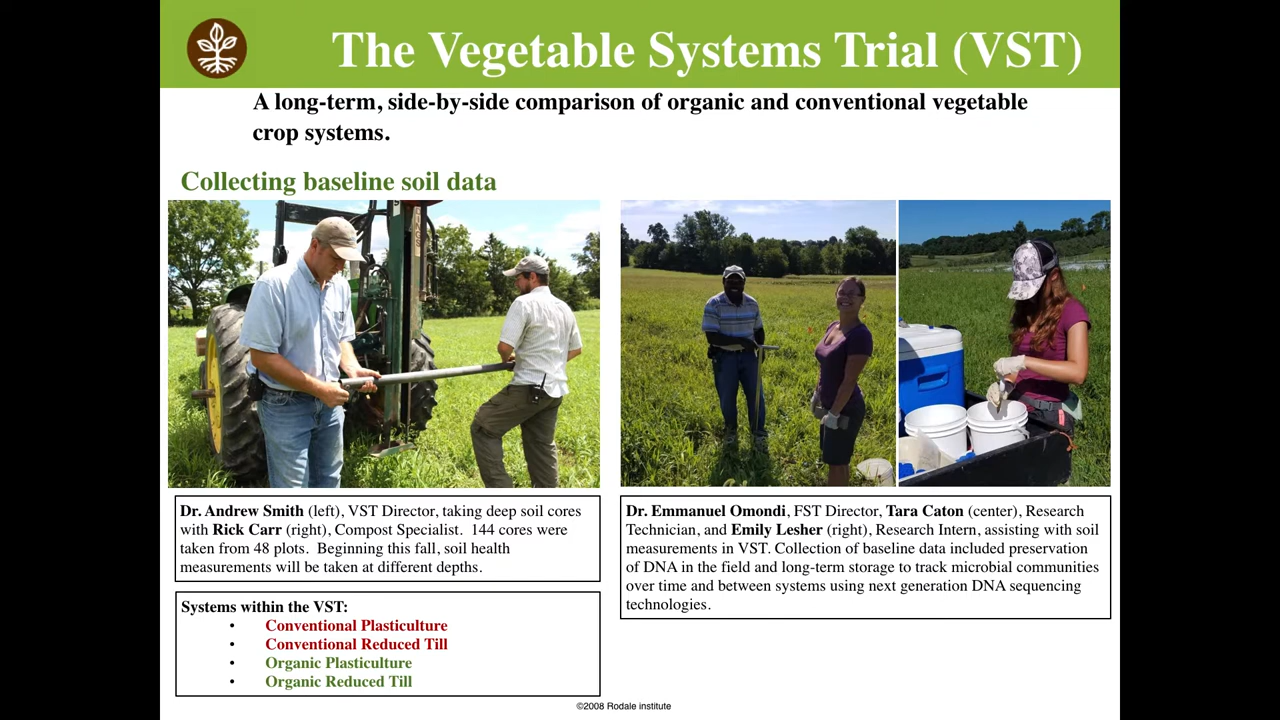 The Vegetable Systems Trial (VST)
A long-term, side-by-side comparison of organic and conventional vegetable
crop systems.
Collecting baseline soil data
Dr. Andrew Smith (left), VST Director, taking deep soil cores
with Rick Carr (right), Compost Specialist.  144 cores were
taken from 48 plots.  Beginning this fall, soil health
measurements will be taken at different depths.
Dr. Emmanuel Omondi, FST Director, Tara Caton (center), Research
Technician, and Emily Lesher (right), Research Intern, assisting with soil
measurements in VST. Collection of baseline data included preservation
of DNA in the field and long-term storage to track microbial communities
over time and between systems using next generation DNA sequencing
technologies.
Systems within the VST:
• Conventional Plasticulture
• Conventional Reduced Till
• Organic Plasticulture
• Organic Reduced Till
©2008 Rodale institute